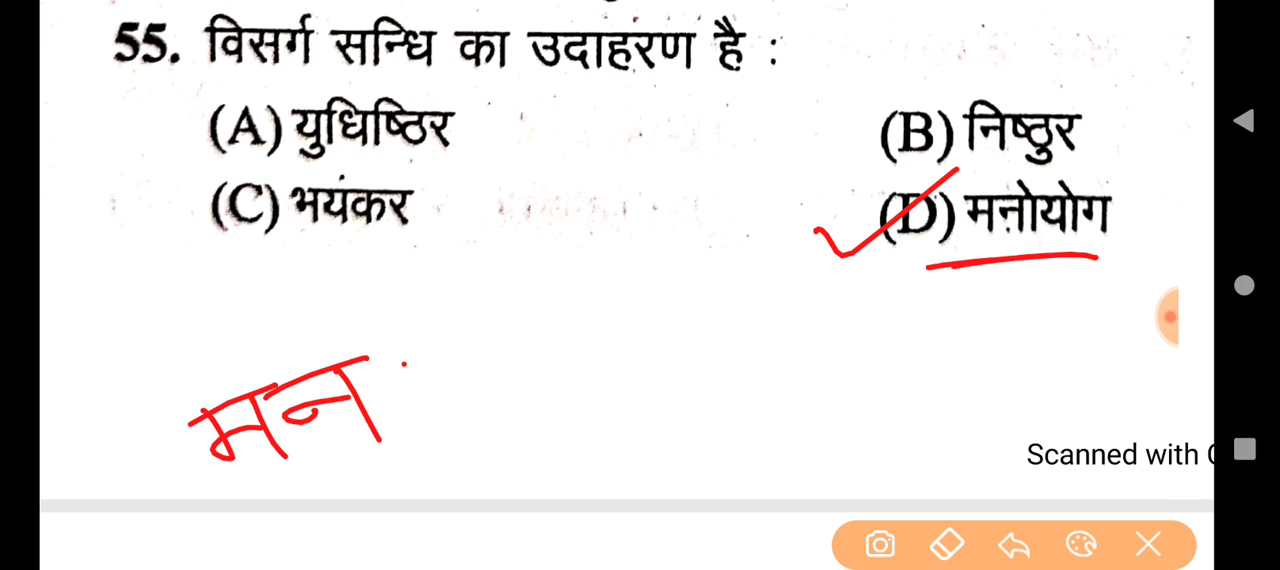 55. विसर्ग सन्धि का उदाहरण है :
(A) युधिष्ठिर (B) निष्ठुर
(C) भयंकर (D) मनोयोग
मन
Scanned with